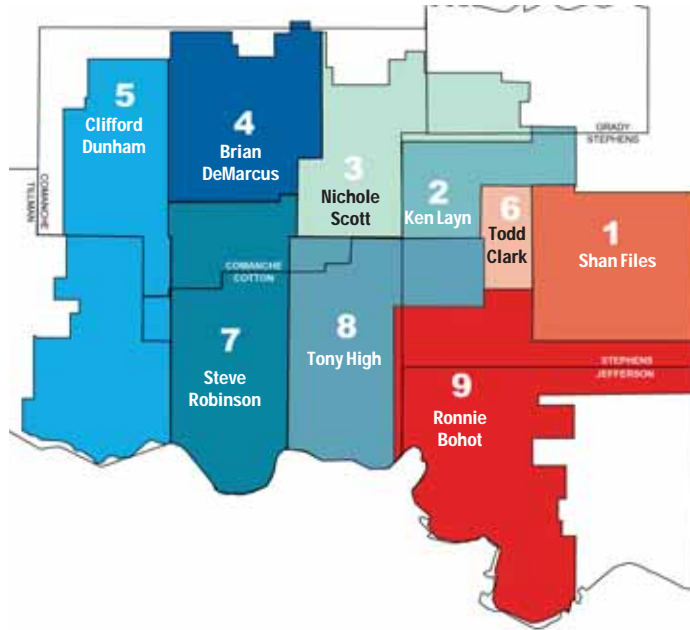 5
Clifford
Dunham
4
Brian
DeMarcus
3
Nichole
Scott
2
Ken Layn
6
Todd
Clark
1
Shan Files
7
Steve
Robinson
8
Tony High
9
Ronnie
Bohot
GRADY
STEPHENS
TILLMAN
COMANCHE
COMANCHE
COTTON
STEPHENS
JEFFERSON